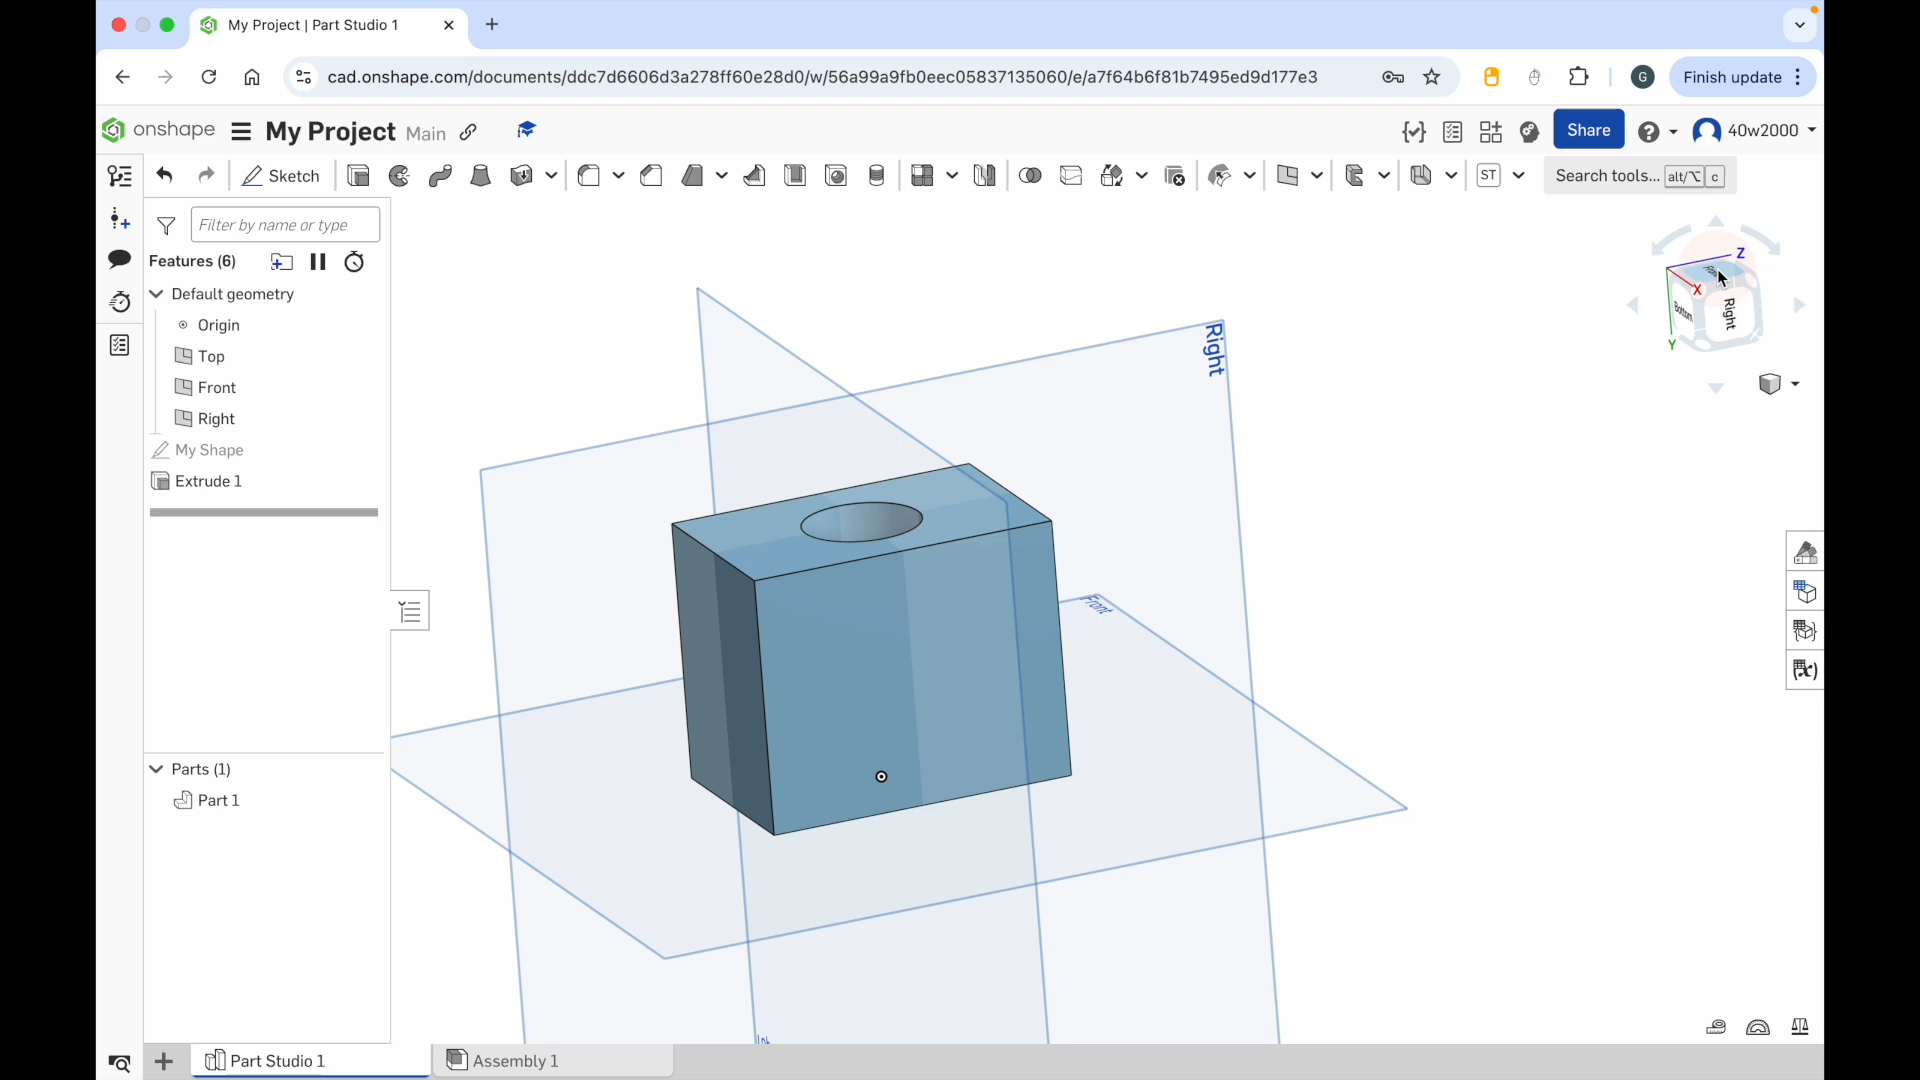 My Project | Part Studio 1
cad.onshape.com/documents/ddc7d6606d3a278ff60e28d0/w/56a99a9fb0eec05837135060/e/a7f64b6f81b7495ed9d177e3
G
Finish update
onshape
My Project Main
Share
40w2000
Sketch
ST
Search tools... alt/⌥ c
Filter by name or type
Features (6)
Default geometry
Origin
Top
Front
Right
My Shape
Extrude 1
Parts (1)
Part 1
Right
Front
Z
X
Y
Bottom
Right
Part Studio 1
Assembly 1